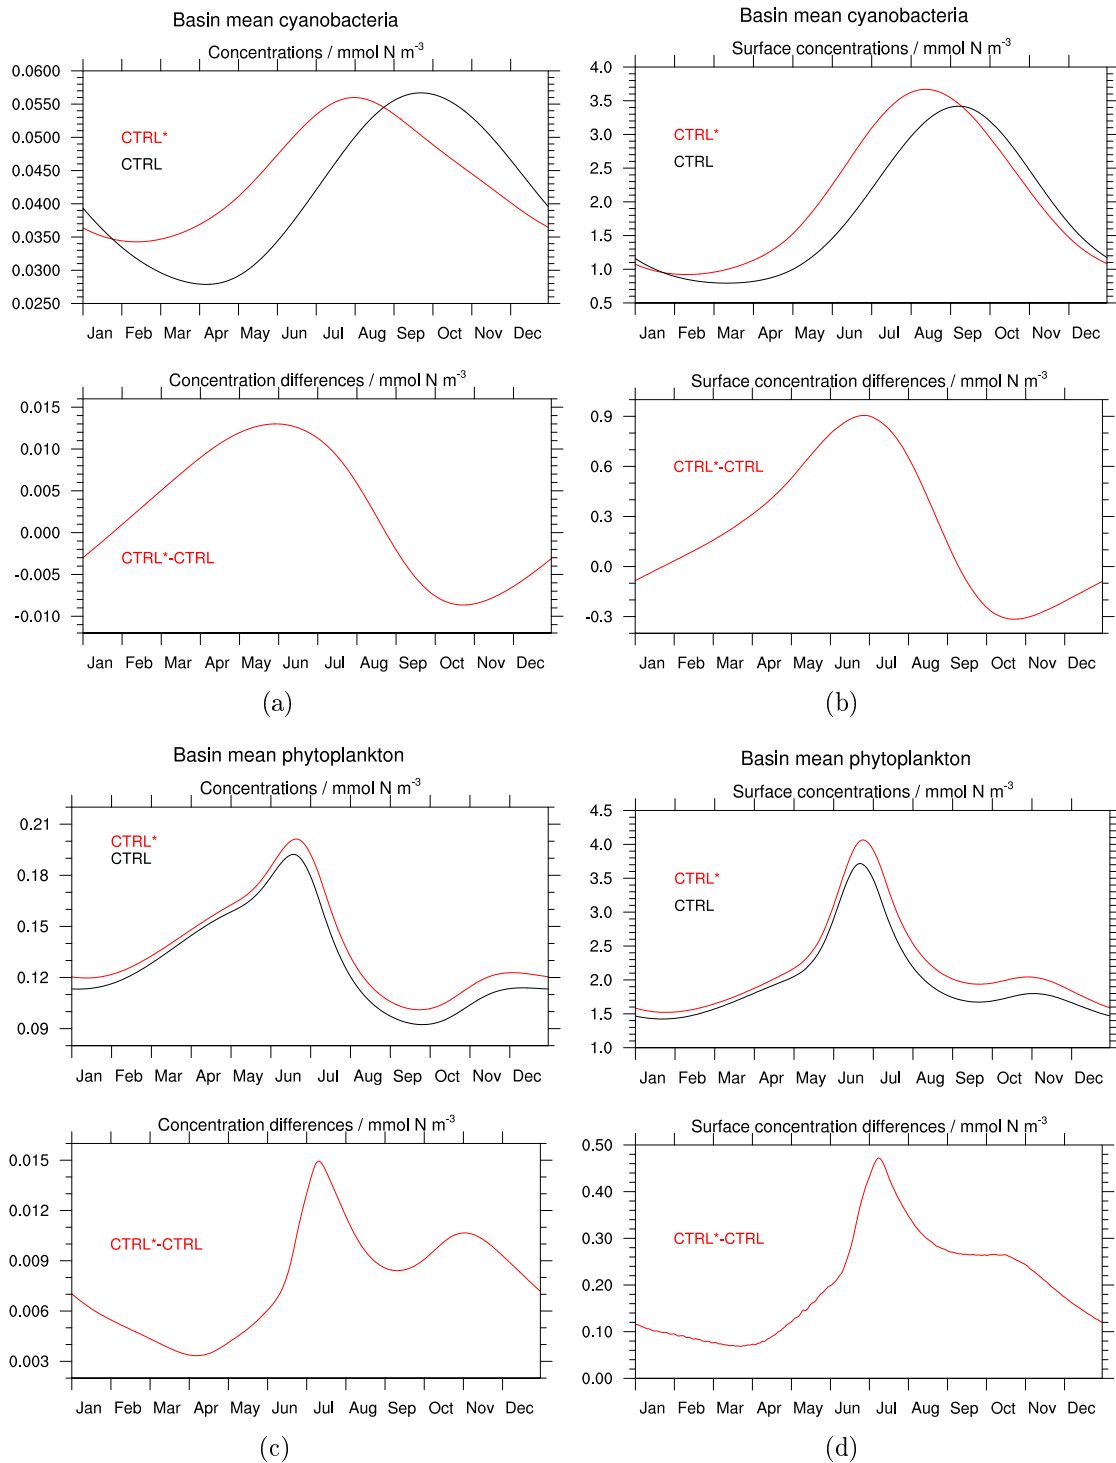 Basin mean cyanobacteria
Concentrations / mmol N m-3
0.0600
0.0550
0.0500
0.0450
0.0400
0.0350
0.0300
0.0250
CTRL*
CTRL
Jan Feb Mar Apr May Jun Jul Aug Sep Oct Nov Dec
Concentration differences / mmol N m-3
0.015
0.010
0.005
0.000
-0.005
-0.010
CTRL*-CTRL
Jan Feb Mar Apr May Jun Jul Aug Sep Oct Nov Dec
(a)
Basin mean cyanobacteria
Surface concentrations / mmol N m-3
4.0
3.5
3.0
2.5
2.0
1.5
1.0
0.5
CTRL*
CTRL
Jan Feb Mar Apr May Jun Jul Aug Sep Oct Nov Dec
Surface concentration differences / mmol N m-3
0.9
0.6
0.3
0.0
-0.3
CTRL*-CTRL
Jan Feb Mar Apr May Jun Jul Aug Sep Oct Nov Dec
(b)
Basin mean phytoplankton
Concentrations / mmol N m-3
0.21
0.18
0.15
0.12
0.09
CTRL*
CTRL
Jan Feb Mar Apr May Jun Jul Aug Sep Oct Nov Dec
Concentration differences / mmol N m-3
0.015
0.012
0.009
0.006
0.003
CTRL*-CTRL
Jan Feb Mar Apr May Jun Jul Aug Sep Oct Nov Dec
(c)
Basin mean phytoplankton
Surface concentrations / mmol N m-3
4.5
4.0
3.5
3.0
2.5
2.0
1.5
1.0
CTRL*
CTRL
Jan Feb Mar Apr May Jun Jul Aug Sep Oct Nov Dec
Surface concentration differences / mmol N m-3
0.50
0.40
0.30
0.20
0.10
0.00
CTRL*-CTRL
Jan Feb Mar Apr May Jun Jul Aug Sep Oct Nov Dec
(d)